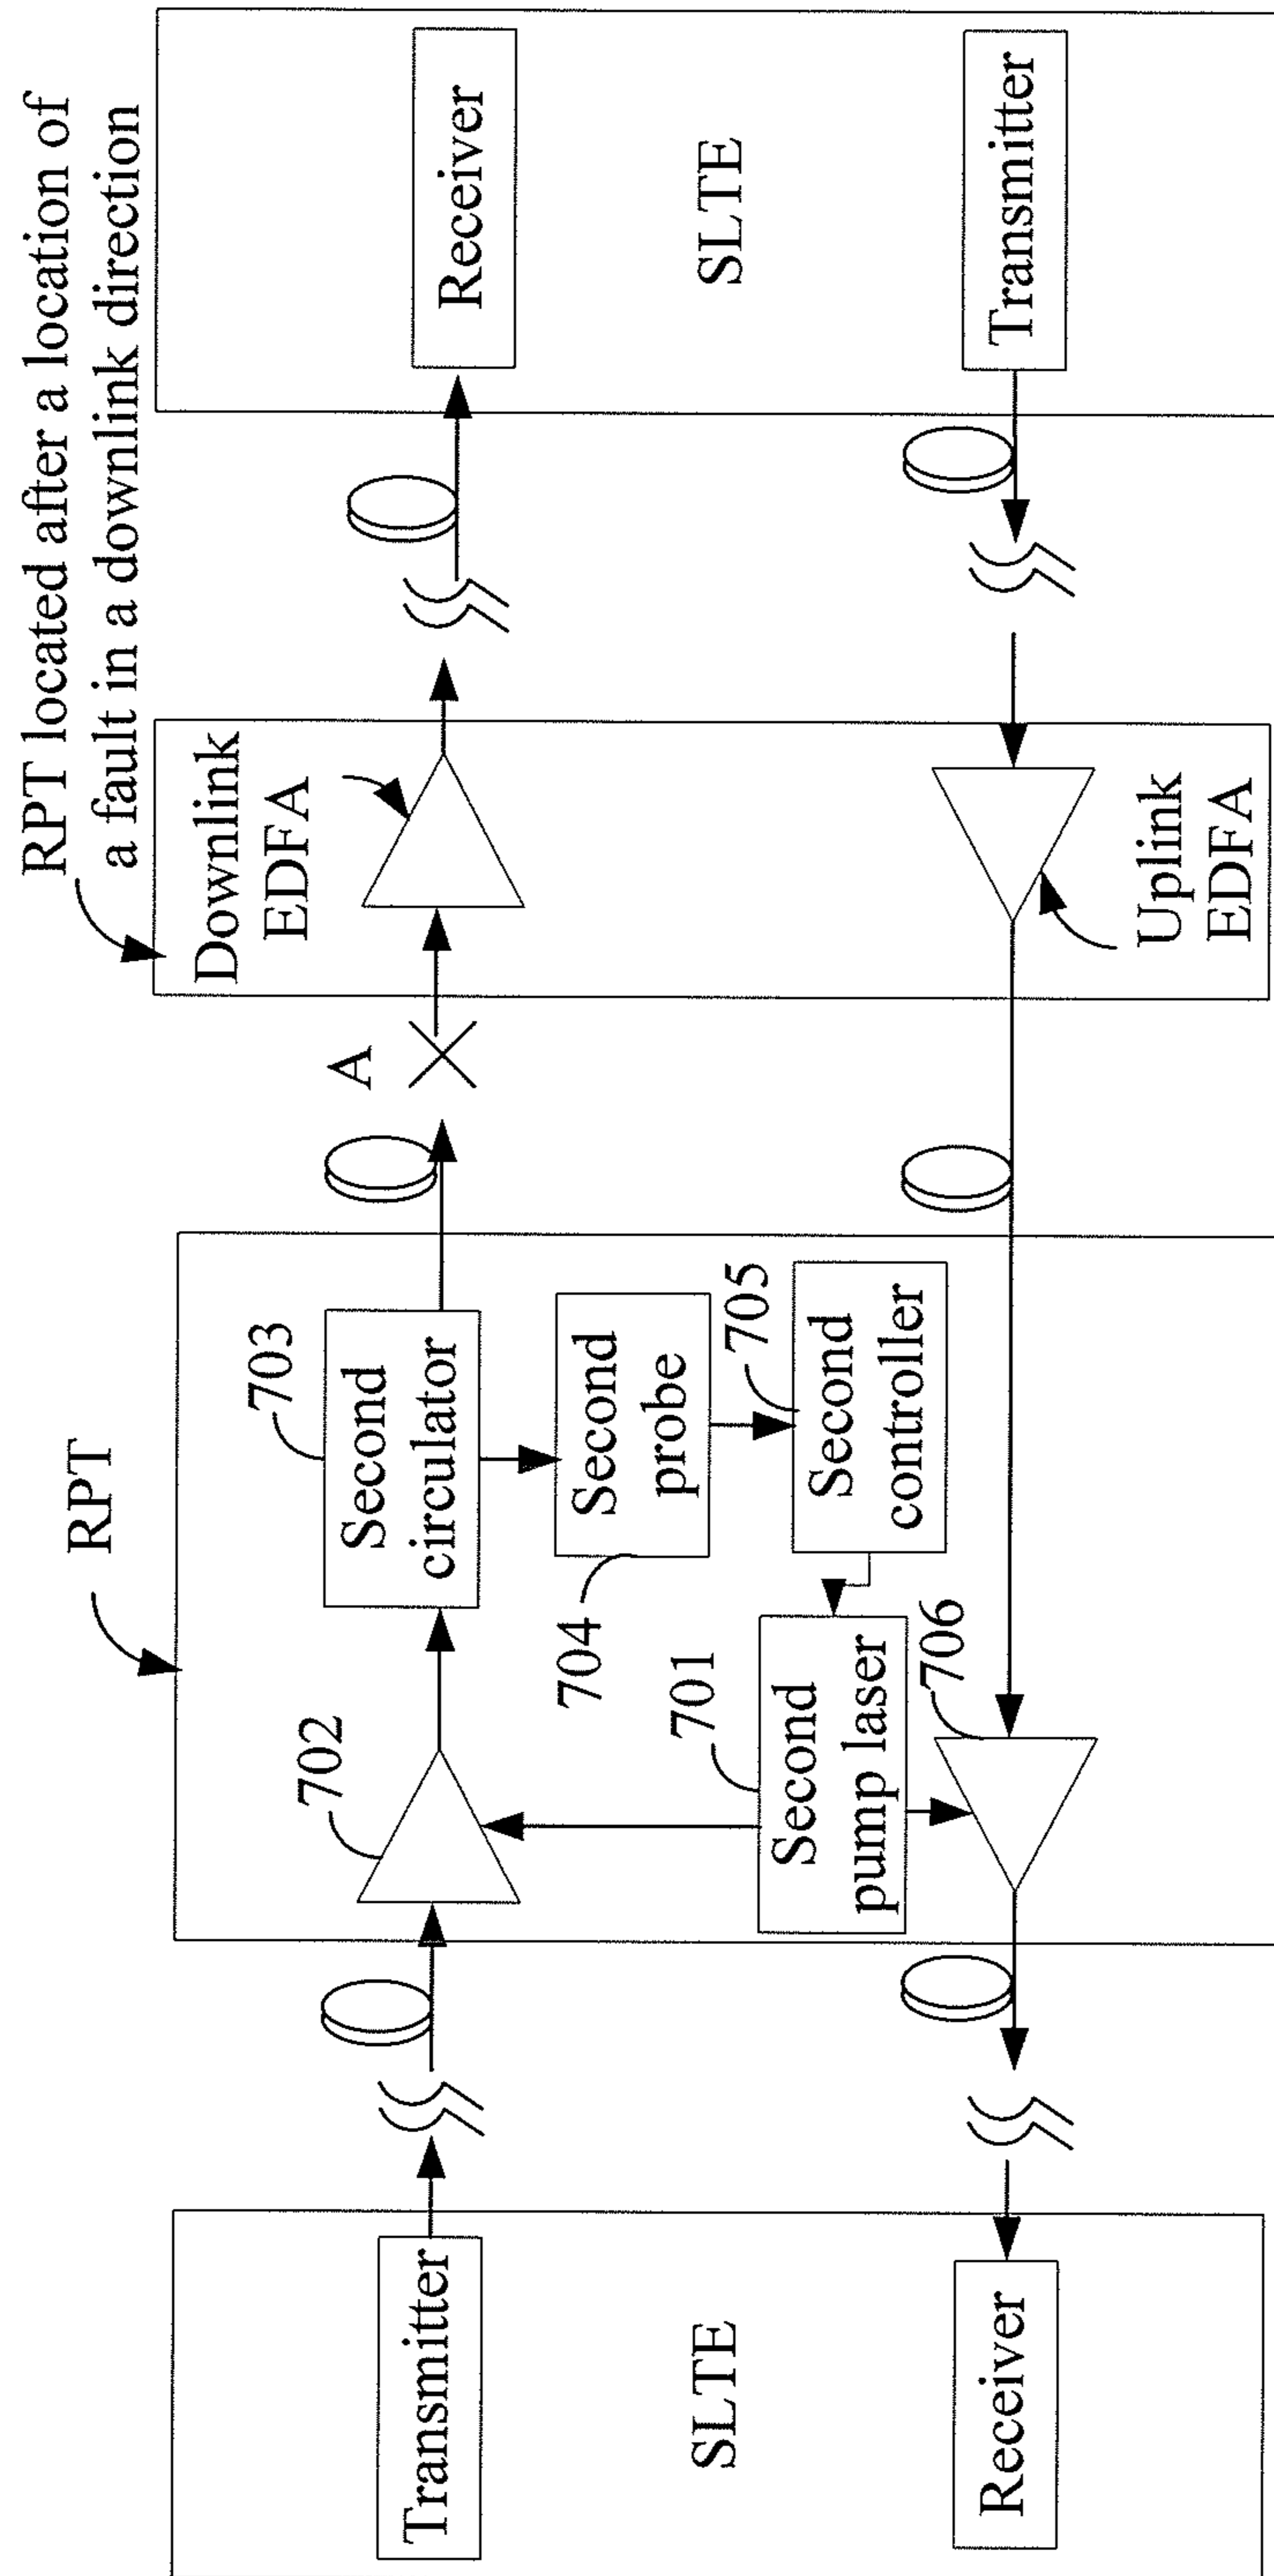 RPT located after a location of
a fault in a downlink direction
RPT
Transmitter
SLTE
Receiver
702
Second
circulator
703
Second
probe
704
Second
controller
705
Second
pump laser
701
706
A
Downlink
EDFA
Uplink
EDFA
Receiver
SLTE
Transmitter